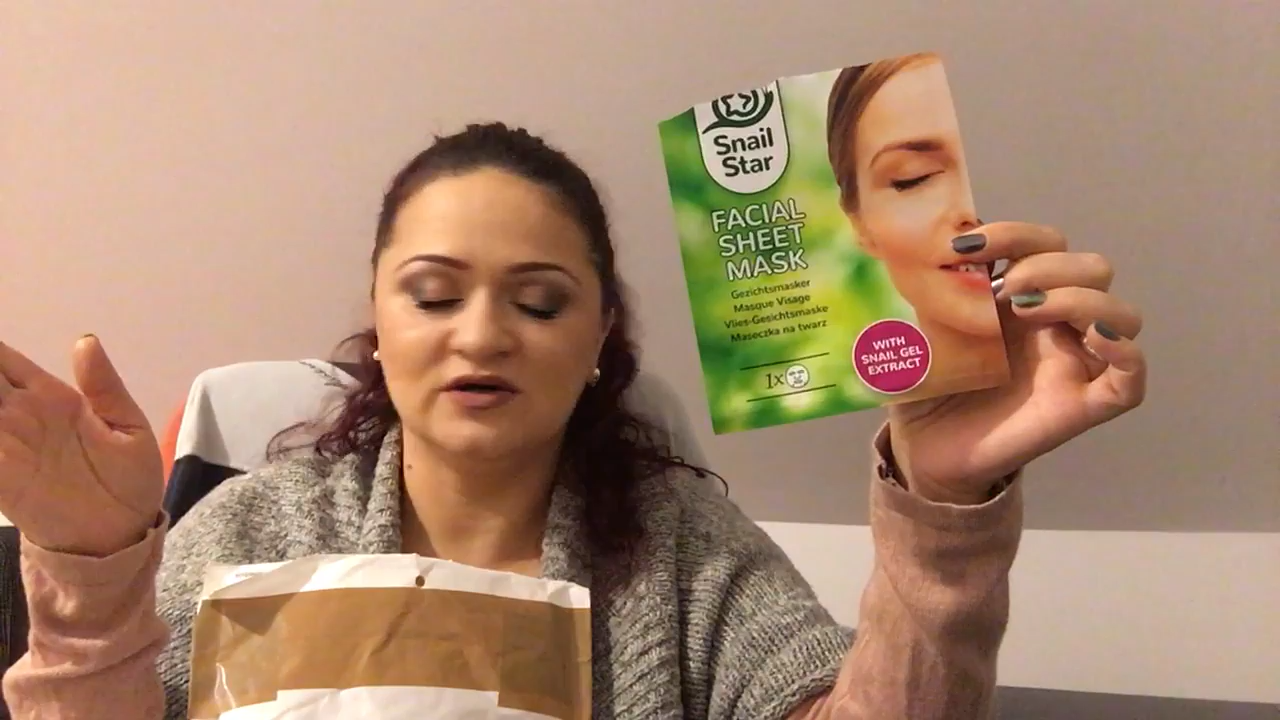 Snail
Star
FACIAL
SHEET
MASK
Gezichtsmasker
Masque Visage
Vlies-Gesichtsmaske
Maseczka na twarz
1x
WITH
SNAIL GEL
EXTRACT